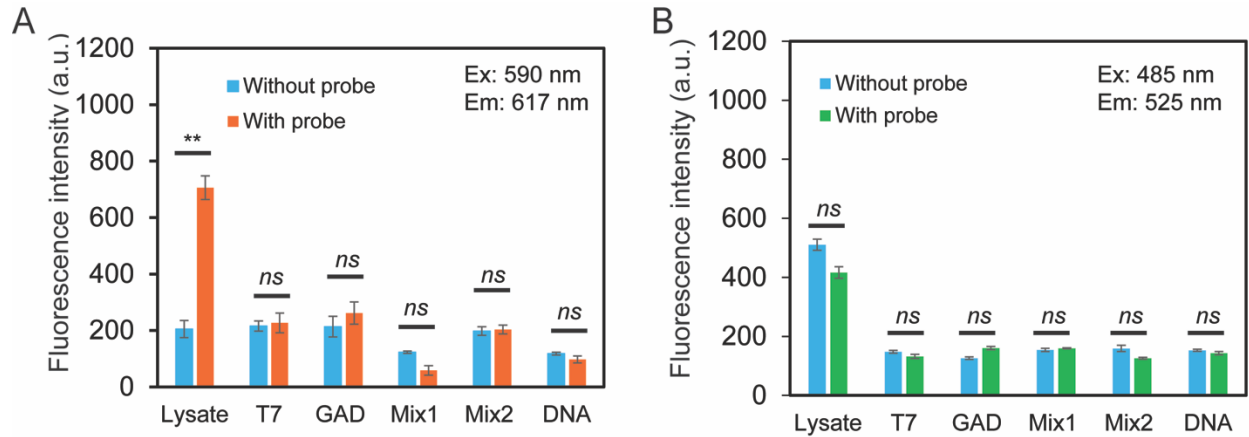 A
Fluorescence intensity (a.u.)
1200
1000
800
600
400
200
0
Without probe
With probe
Ex: 590 nm
Em: 617 nm
**
ns
ns
ns
ns
ns
Lysate T7 GAD Mix1 Mix2 DNA
B
Fluorescence intensity (a.u.)
1200
1000
800
600
400
200
0
Without probe
With probe
Ex: 485 nm
Em: 525 nm
ns
ns
ns
ns
ns
ns
Lysate T7 GAD Mix1 Mix2 DNA